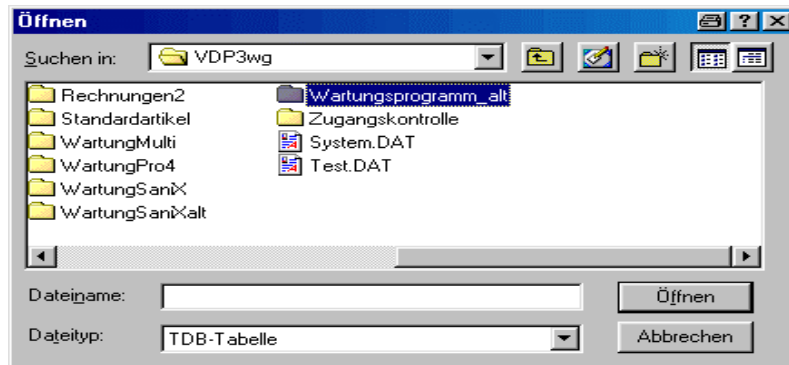 Öffnen
Suchen in: VDP3wg
Rechnungen2
Standardartikel
WartungMulti
WartungPro4
WartungSaniX
WartungSaniXalt
Wartungsprogramm_alt
Zugangskontrolle
System.DAT
Test.DAT
Dateiname: Öffnen
Dateityp: TDB-Tabelle Abbrechen